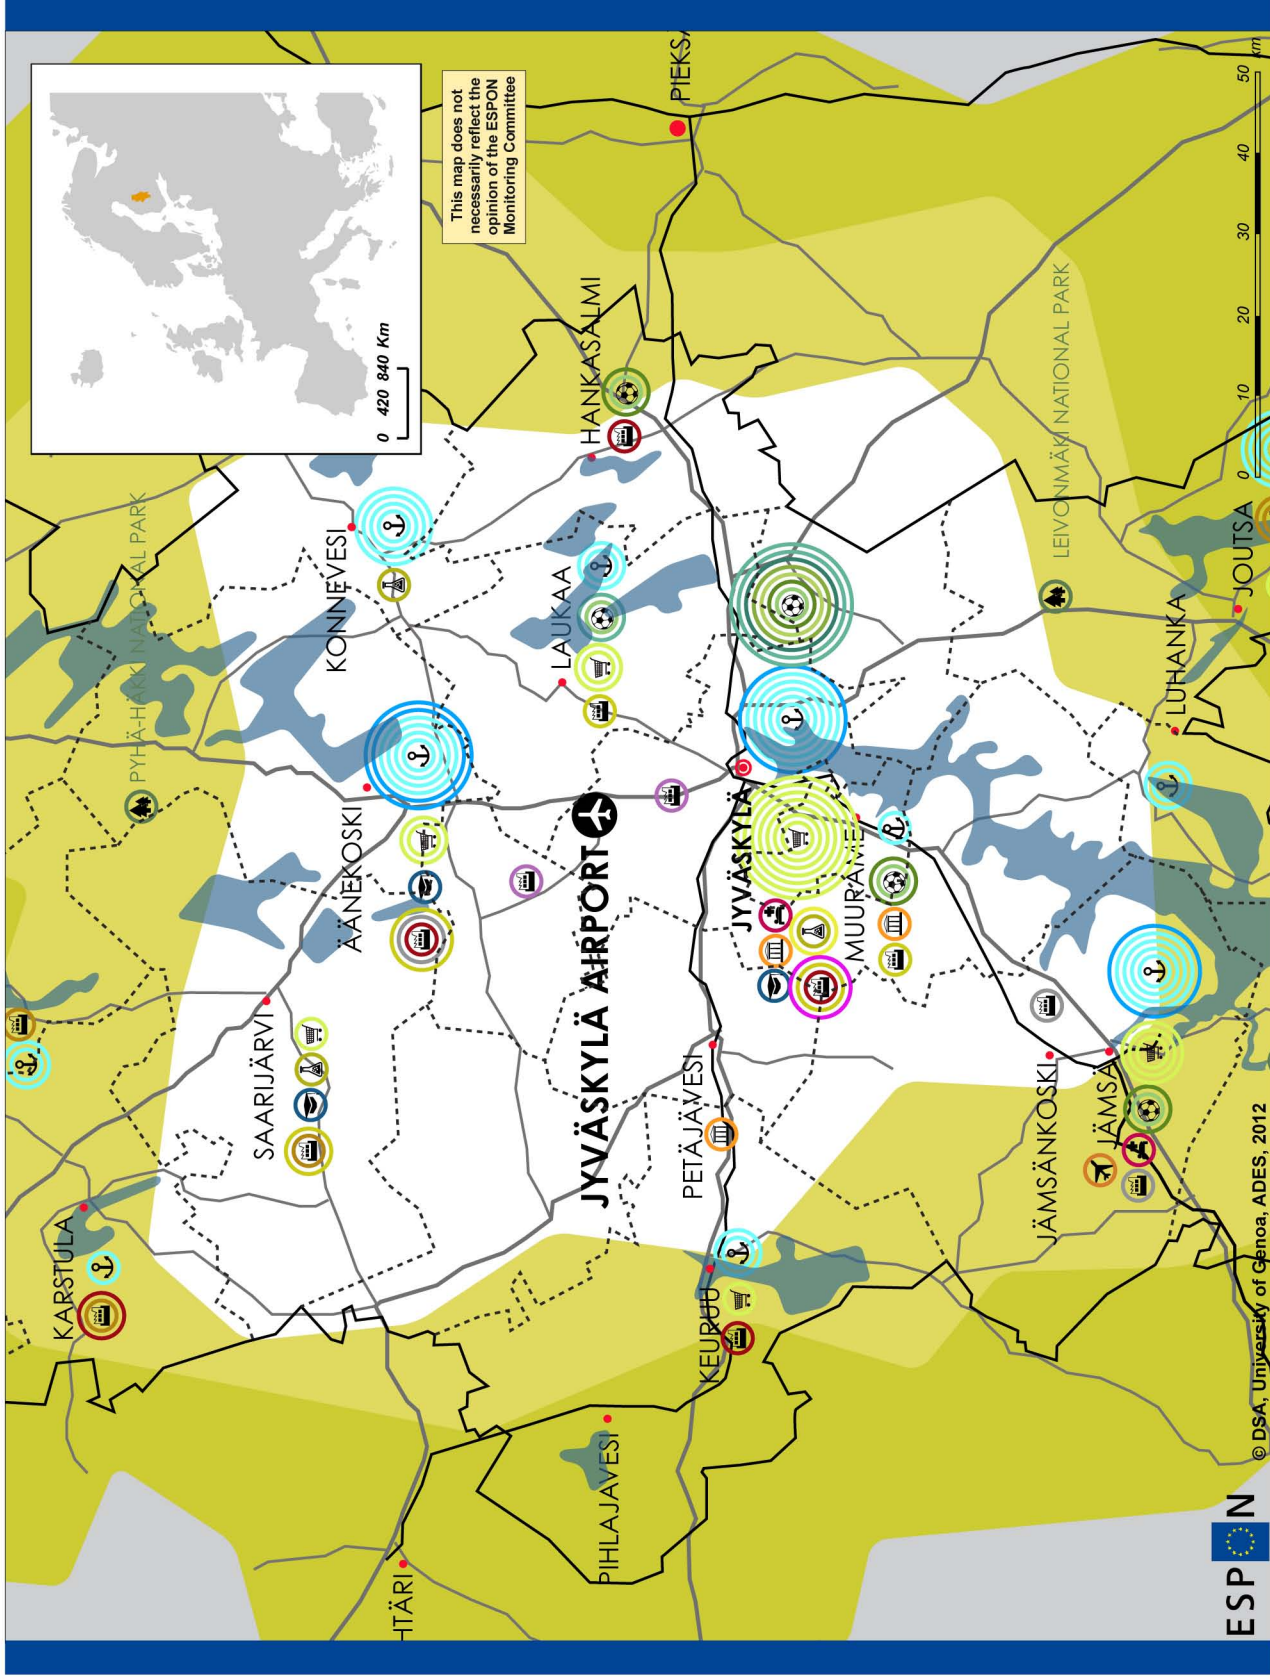 PYHÄ-HÄKKI NATIONAL PARK
KARSTULA
SAARIJÄRVI
ÄÄNEKOSKI
KONNEVESI
LAUKAA
HANKASALMI
PIEKSÄ
HTÄRI
PIHLAJAVESI
KEURUU
PETÄJÄVESI
JYVÄSKYLÄ AIRPORT
JYVÄSKYLÄ
MUURAME
JÄMSÄNKOSKI
JÄMSÄ
LUHANKA
JOUTSA
LEIVONMÄKI NATIONAL PARK
0 420 840 Km
This map does not
necessarily reflect the
opinion of the ESPON
Monitoring Committee
ESP N
© DSA, University of Genoa, ADES, 2012
0 10 20 30 40 50
km